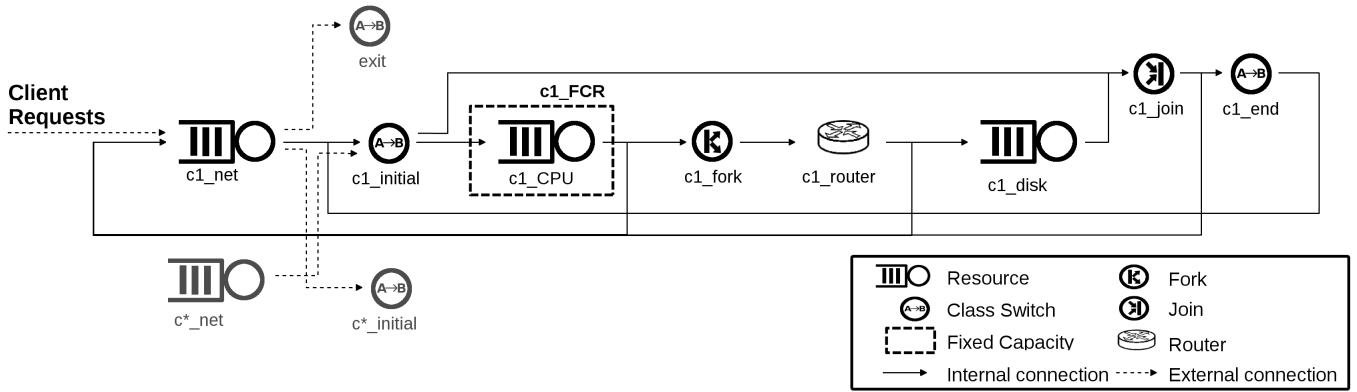 A→B
exit
Client
Requests
c1_FCR
c1_net
A→B
c1_initial
c1_CPU
K
c1_fork
c1_router
c1_disk
c1_join
A→B
c1_end
c*_net
A→B
c*_initial
Resource
Fork
A→B
Class Switch
Join
Fixed Capacity
Router
Internal connection
External connection